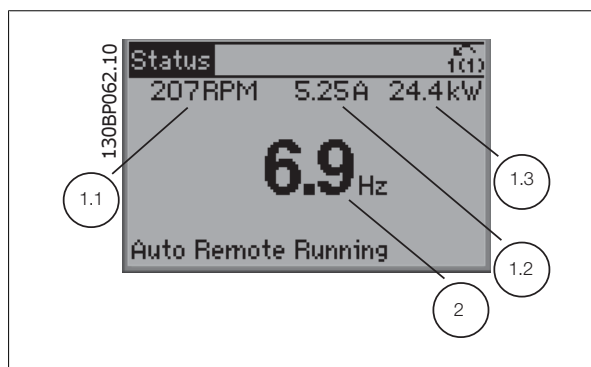 130BP062.10
Status 1(1)
207RPM 5.25A 24.4kW
6.9Hz
Auto Remote Running
1.1
1.3
1.2
2